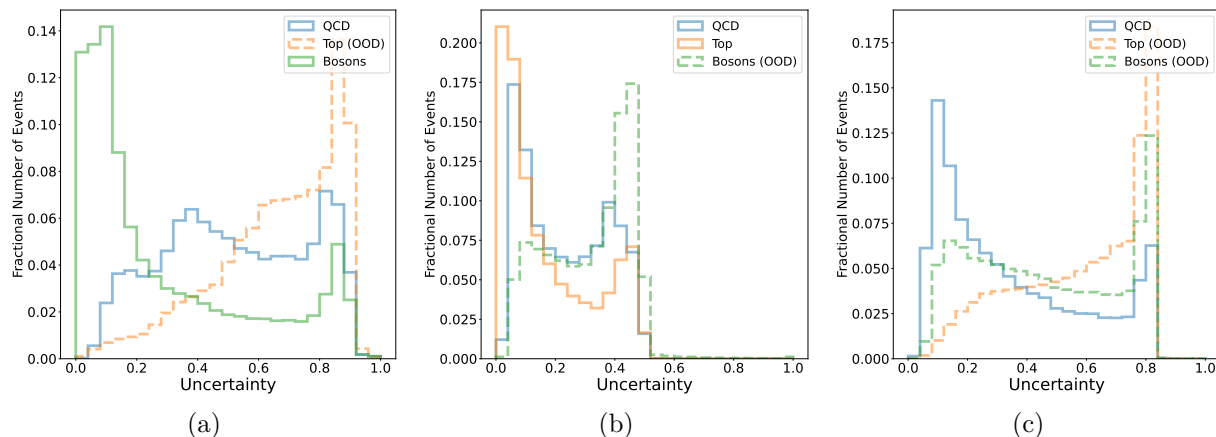 QCD
Top (OOD)
Bosons
Fractional Number of Events
0.14
0.12
0.10
0.08
0.06
0.04
0.02
0.00
0.0 0.2 0.4 0.6 0.8 1.0
Uncertainty
(a)
QCD
Top
Bosons (OOD)
Fractional Number of Events
0.200
0.175
0.150
0.125
0.100
0.075
0.050
0.025
0.000
0.0 0.2 0.4 0.6 0.8 1.0
Uncertainty
(b)
QCD
Top (OOD)
Bosons (OOD)
Fractional Number of Events
0.175
0.150
0.125
0.100
0.075
0.050
0.025
0.000
0.0 0.2 0.4 0.6 0.8 1.0
Uncertainty
(c)